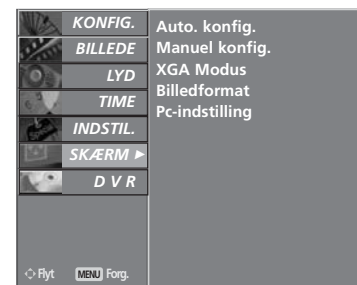 KONFIG.
BILLEDE
LYD
TIME
INDSTIL.
SKÆRM ►
D V R
Auto. konfig.
Manuel konfig.
XGA Modus
Billedformat
Pc-indstilling
Flyt MENU Forg.